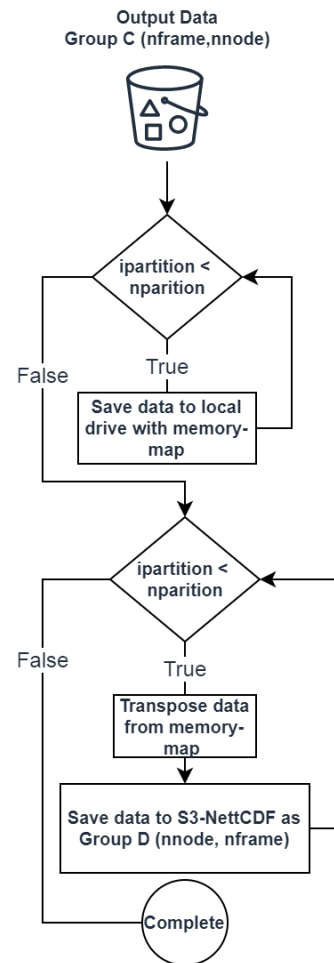 Output Data
Group C (nframe,nnode)
ipartition <
nparition
True
False
Save data to local
drive with memory-
map
ipartition <
nparition
False
True
Transpose data
from memory-
map
Save data to S3-NettCDF as
Group D (nnode, nframe)
Complete